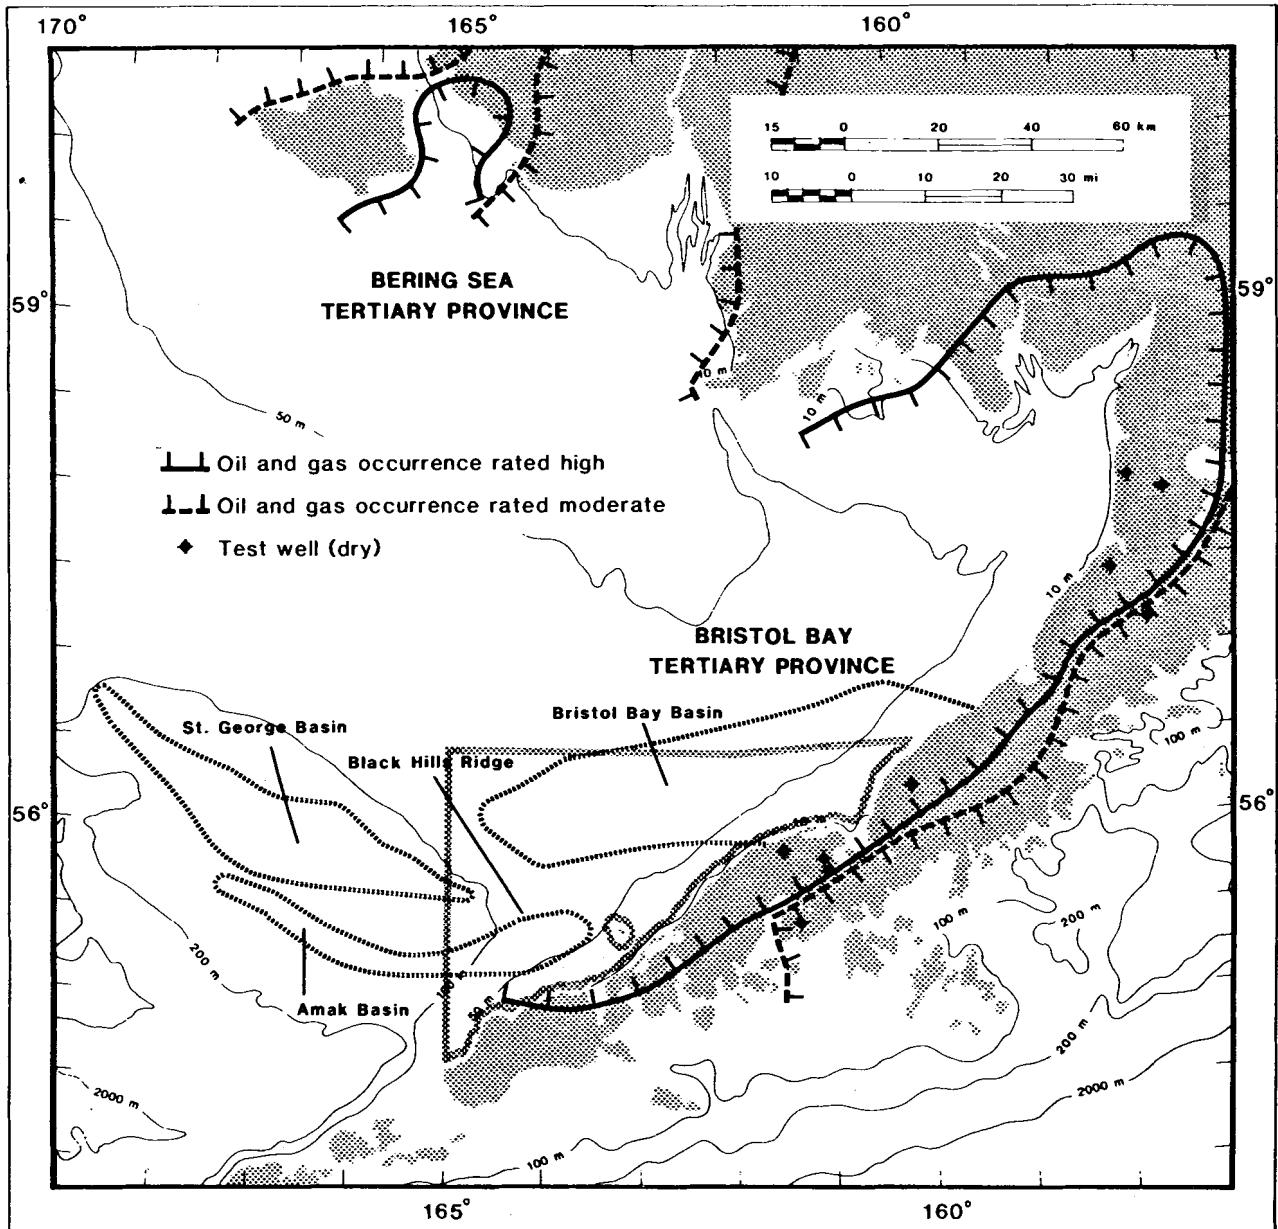 170°
165°
160°
15 0 20 40 60 km
10 0 10 20 30 mi
BERING SEA
TERTIARY PROVINCE
59°
59°
10 m
50 m
Oil and gas occurrence rated high
Oil and gas occurrence rated moderate
Test well (dry)
10 m
BRISTOL BAY
TERTIARY PROVINCE
St. George Basin
Bristol Bay Basin
Black Hills Ridge
100 m
56°
56°
100 m
200 m
200 m
Amak Basin
50 m
200 m
2000 m
2000 m
100 m
165°
160°